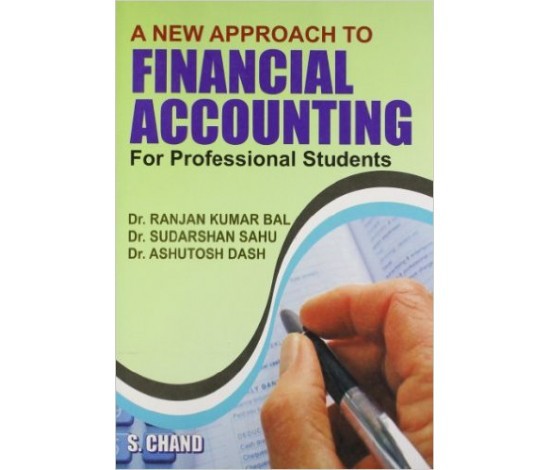 A NEW APPROACH TO
FINANCIAL
ACCOUNTING
For Professional Students
Dr. RANJAN KUMAR BAL
Dr. SUDARSHAN SAHU
Dr. ASHUTOSH DASH
S. CHAND